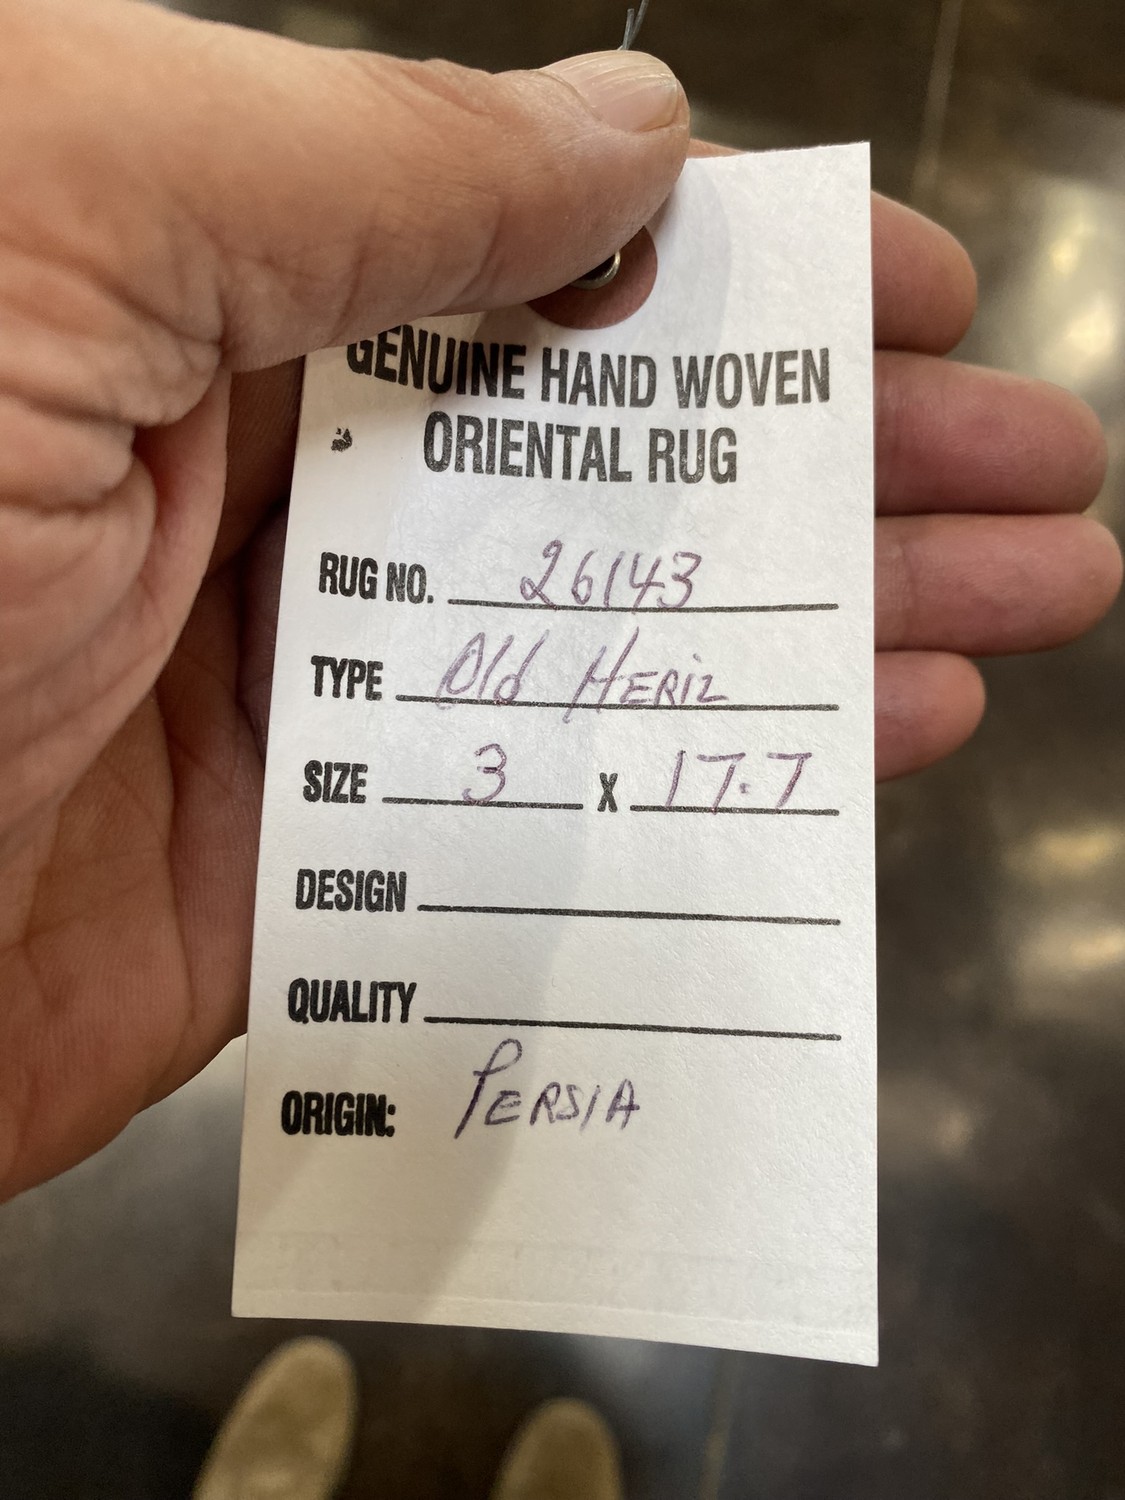 GENUINE HAND WOVEN
ORIENTAL RUG
RUG NO. 26143
TYPE Old HERIZ
SIZE 3 X 17.7
DESIGN
QUALITY
ORIGIN: PERSIA